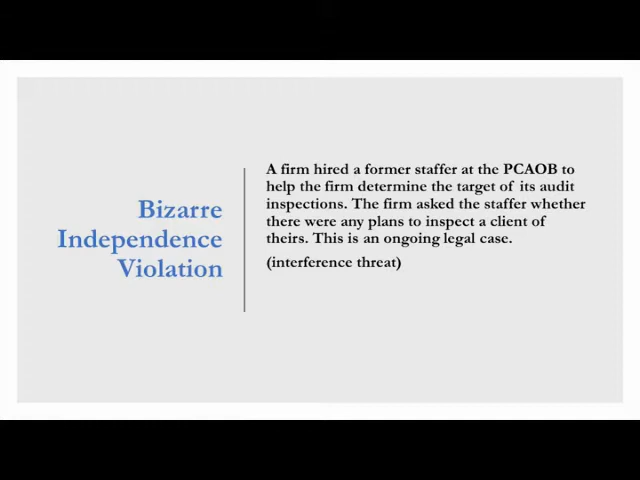 Bizarre
Independence
Violation
A firm hired a former staffer at the PCAOB to
help the firm determine the target of its audit
inspections. The firm asked the staffer whether
there were any plans to inspect a client of
theirs. This is an ongoing legal case.
(interference threat)